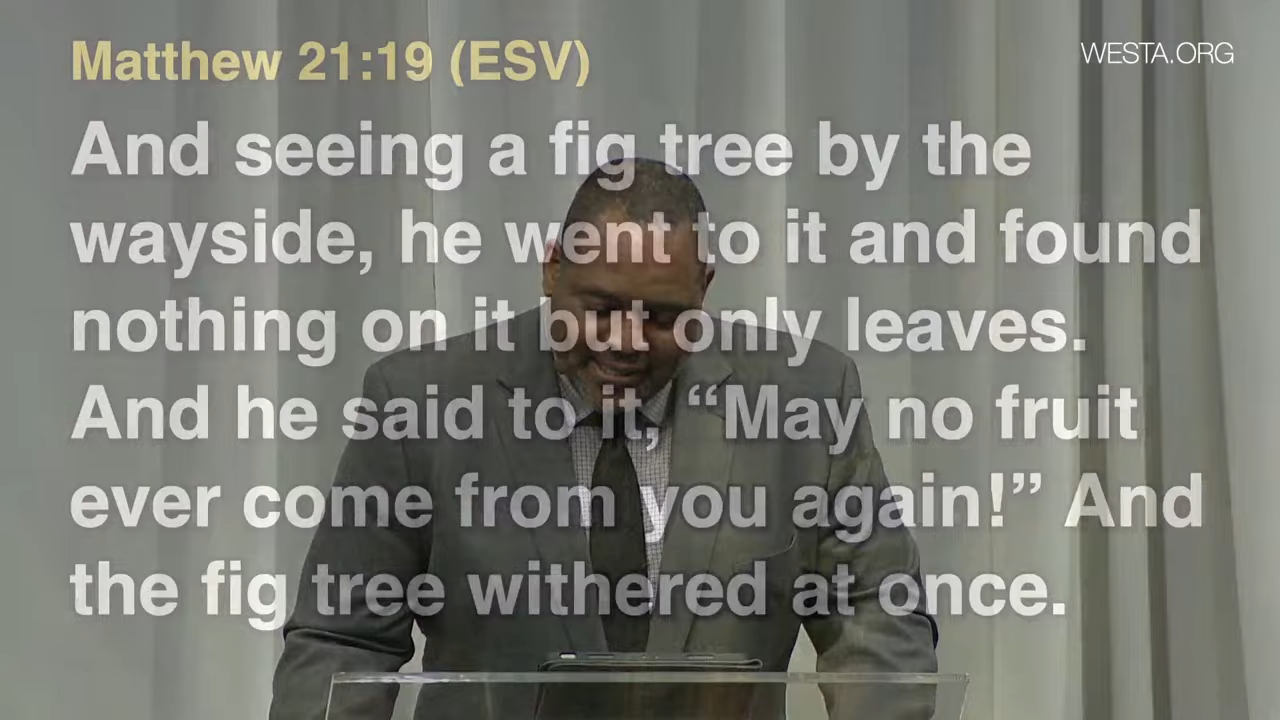 Matthew 21:19 (ESV)
WESTA.ORG
And seeing a fig tree by the
wayside, he went to it and found
nothing on it but only leaves.
And he said to it, “May no fruit
ever come from you again!” And
the fig tree withered at once.